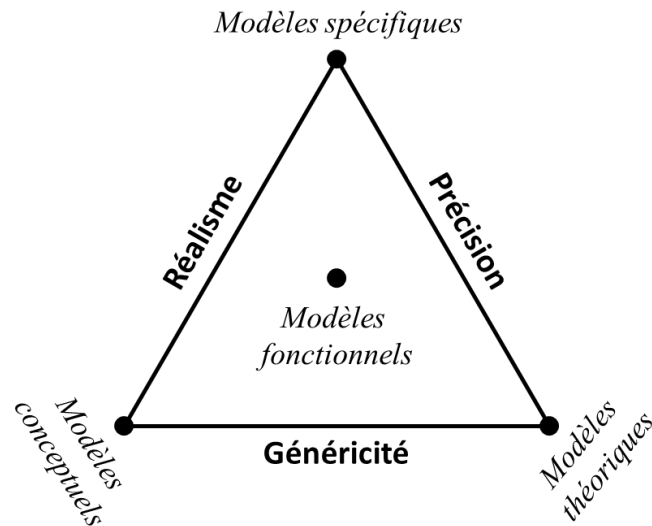 Modèles spécifiques
Réalisme
Précision
Modèles
fonctionnels
Modèles
conceptuels
Généricité
Modèles
théoriques